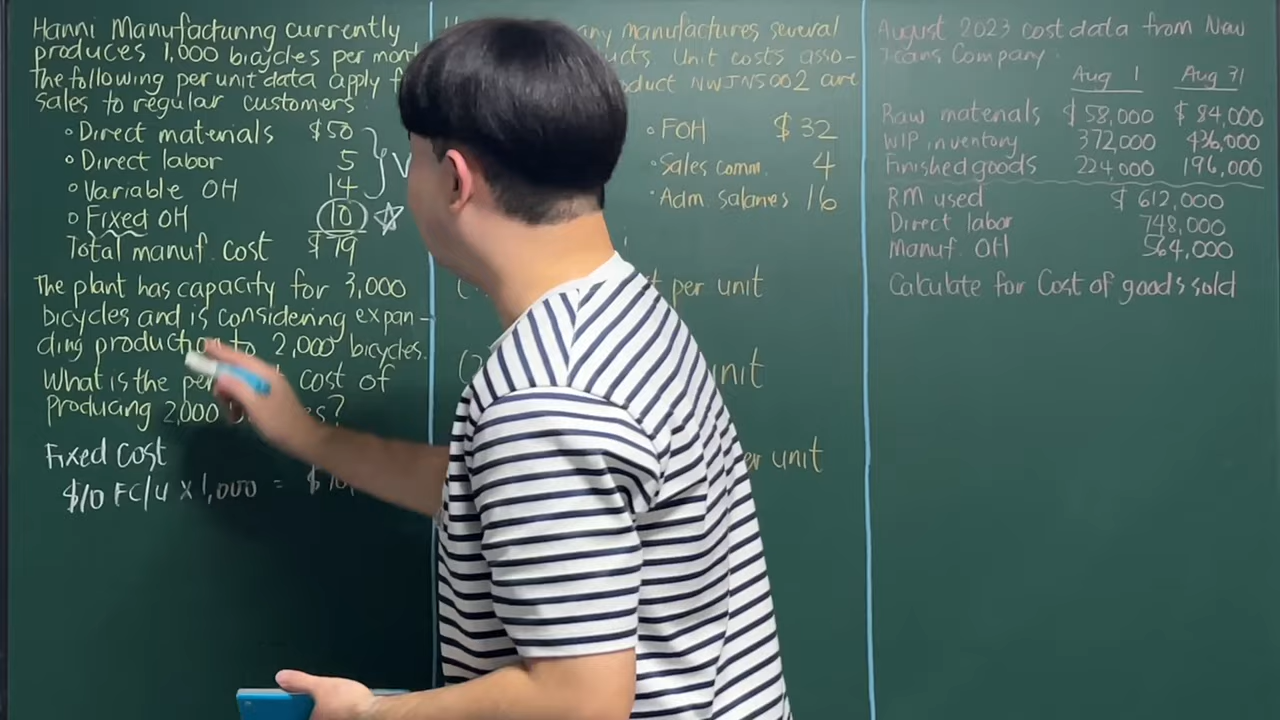 Hanni Manufacturing currently
produces 1,000 bicycles per mont
The following per unit data apply f
sales to regular customers
• Direct materials $50
• Direct labor 5
• Variable OH 14
• Fixed OH 10
Total manuf. cost $79
The plant has capacity for 3,000
bicycles and is considering expan-
ding production to 2,000 bicycles.
What is the per cost of
producing 2,000
Fixed Cost
$10 FC/u x 1,000 = $10,
any manufactures several
ucts. Unit costs asso-
oduct NWJNS002 are
• FOH $32
• Sales comm. 4
• Adm. salaries 16
t per unit
unit
per unit
August 2023 cost data from New
Jeans Company:
Aug 1 Aug 31
Raw materials $58,000 $84,000
WIP inventory 372,000 436,000
Finished goods 224,000 196,000
RM used $612,000
Direct labor 748,000
Manuf. OH 564,000
Calculate for Cost of goods sold